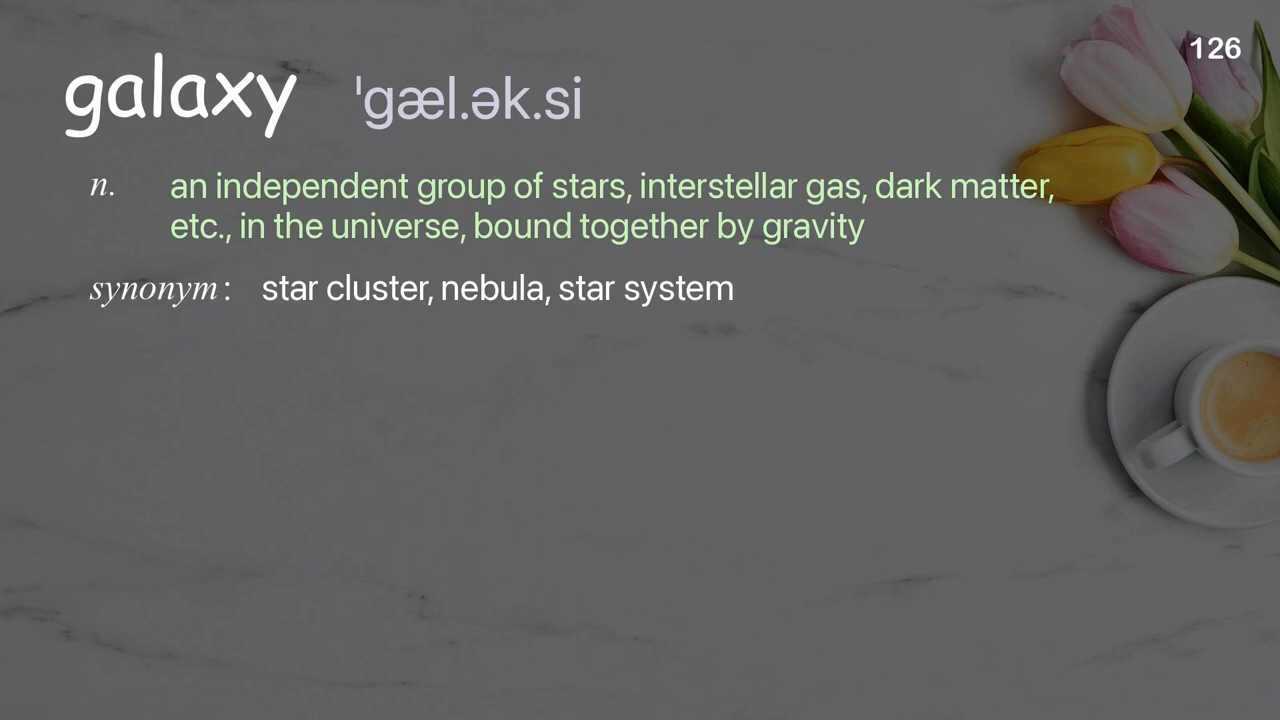 126
galaxy ˈɡæl.ək.si
n. an independent group of stars, interstellar gas, dark matter,
etc., in the universe, bound together by gravity
synonym: star cluster, nebula, star system